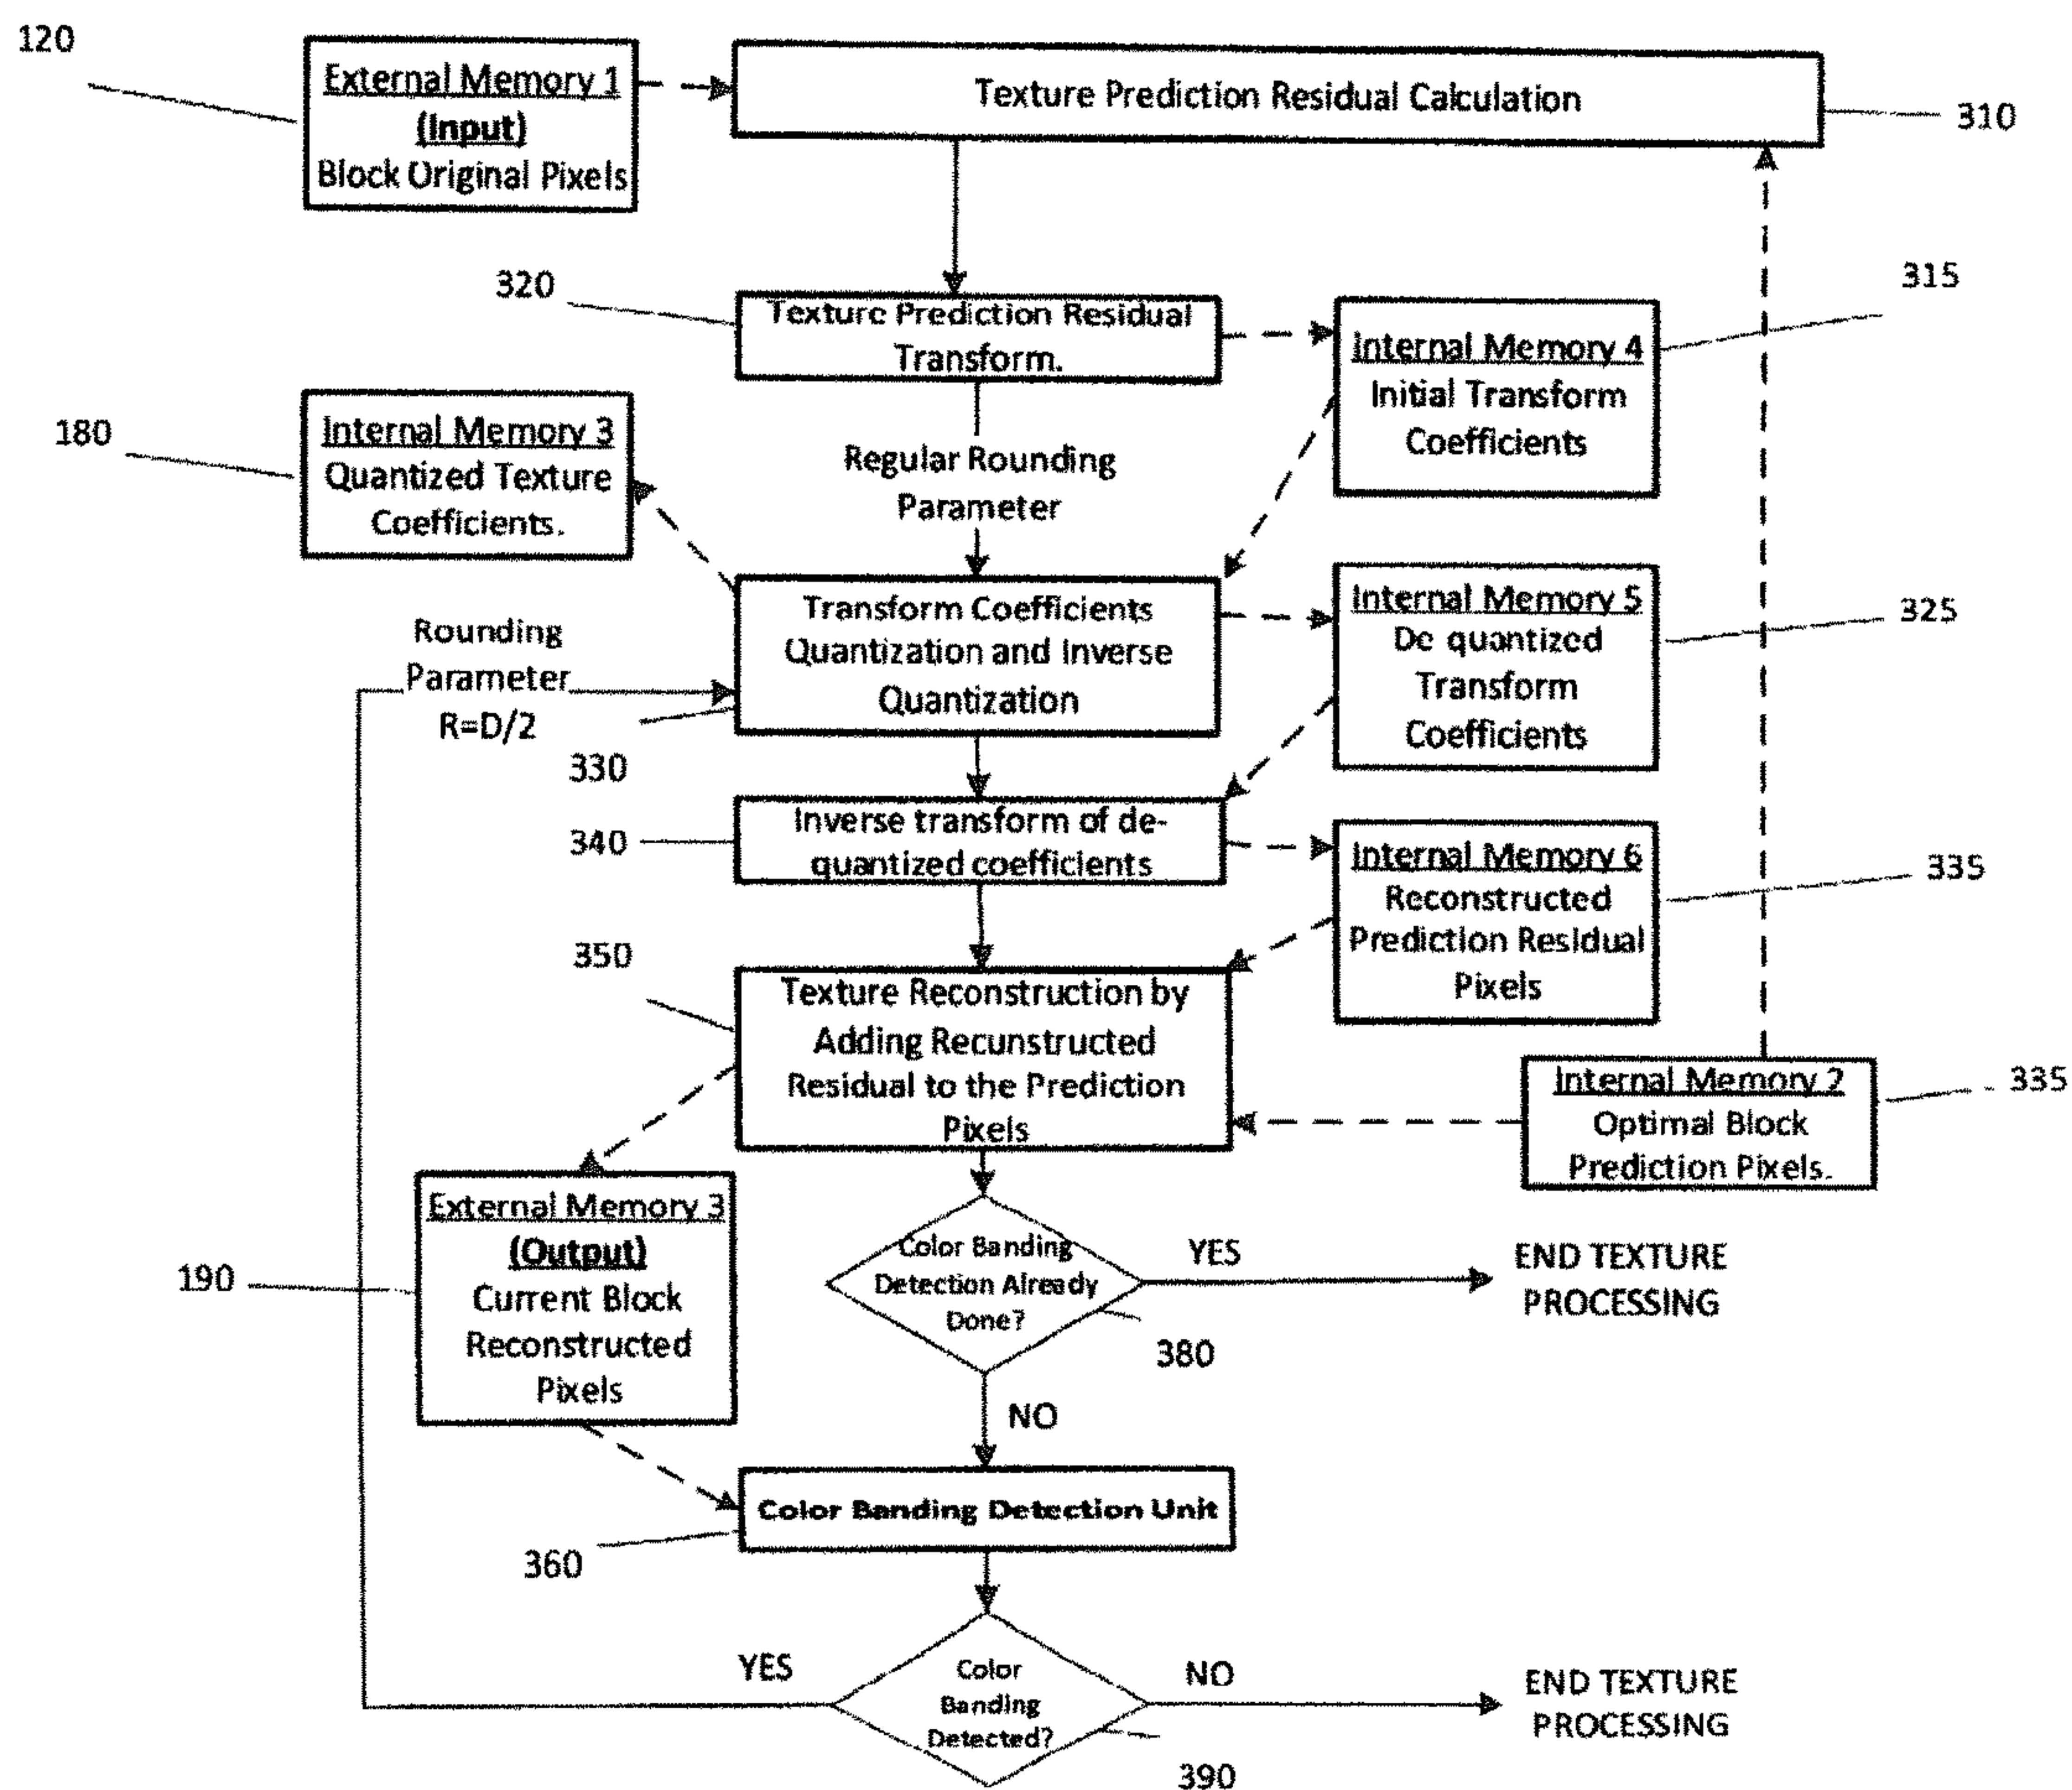 120
External Memory 1
(Input)
Block Original Pixels
Texture Prediction Residual Calculation
310
320
Texture Prediction Residual
Transform.
315
Internal Memory 4
Initial Transform
Coefficients
180
Internal Memory 3
Quantized Texture
Coefficients.
Regular Rounding
Parameter
Rounding
Parameter
R=D/2
330
Transform Coefficients
Quantization and Inverse
Quantization
Internal Memory 5
De quantized
Transform
Coefficients
325
340
Inverse transform of de-
quantized coefficients
Internal Memory 6
Reconstructed
Prediction Residual
Pixels
335
350
Texture Reconstruction by
Adding Recunstructed
Residual to the Prediction
Pixels
Internal Memory 2
Optimal Block
Prediction Pixels.
335
190
External Memory 3
(Output)
Current Block
Reconstructed
Pixels
Color Banding
Detection Already
Done?
380
YES
END TEXTURE
PROCESSING
NO
Color Banding Detection Unit
360
YES
Color
Banding
Detected?
390
NO
END TEXTURE
PROCESSING